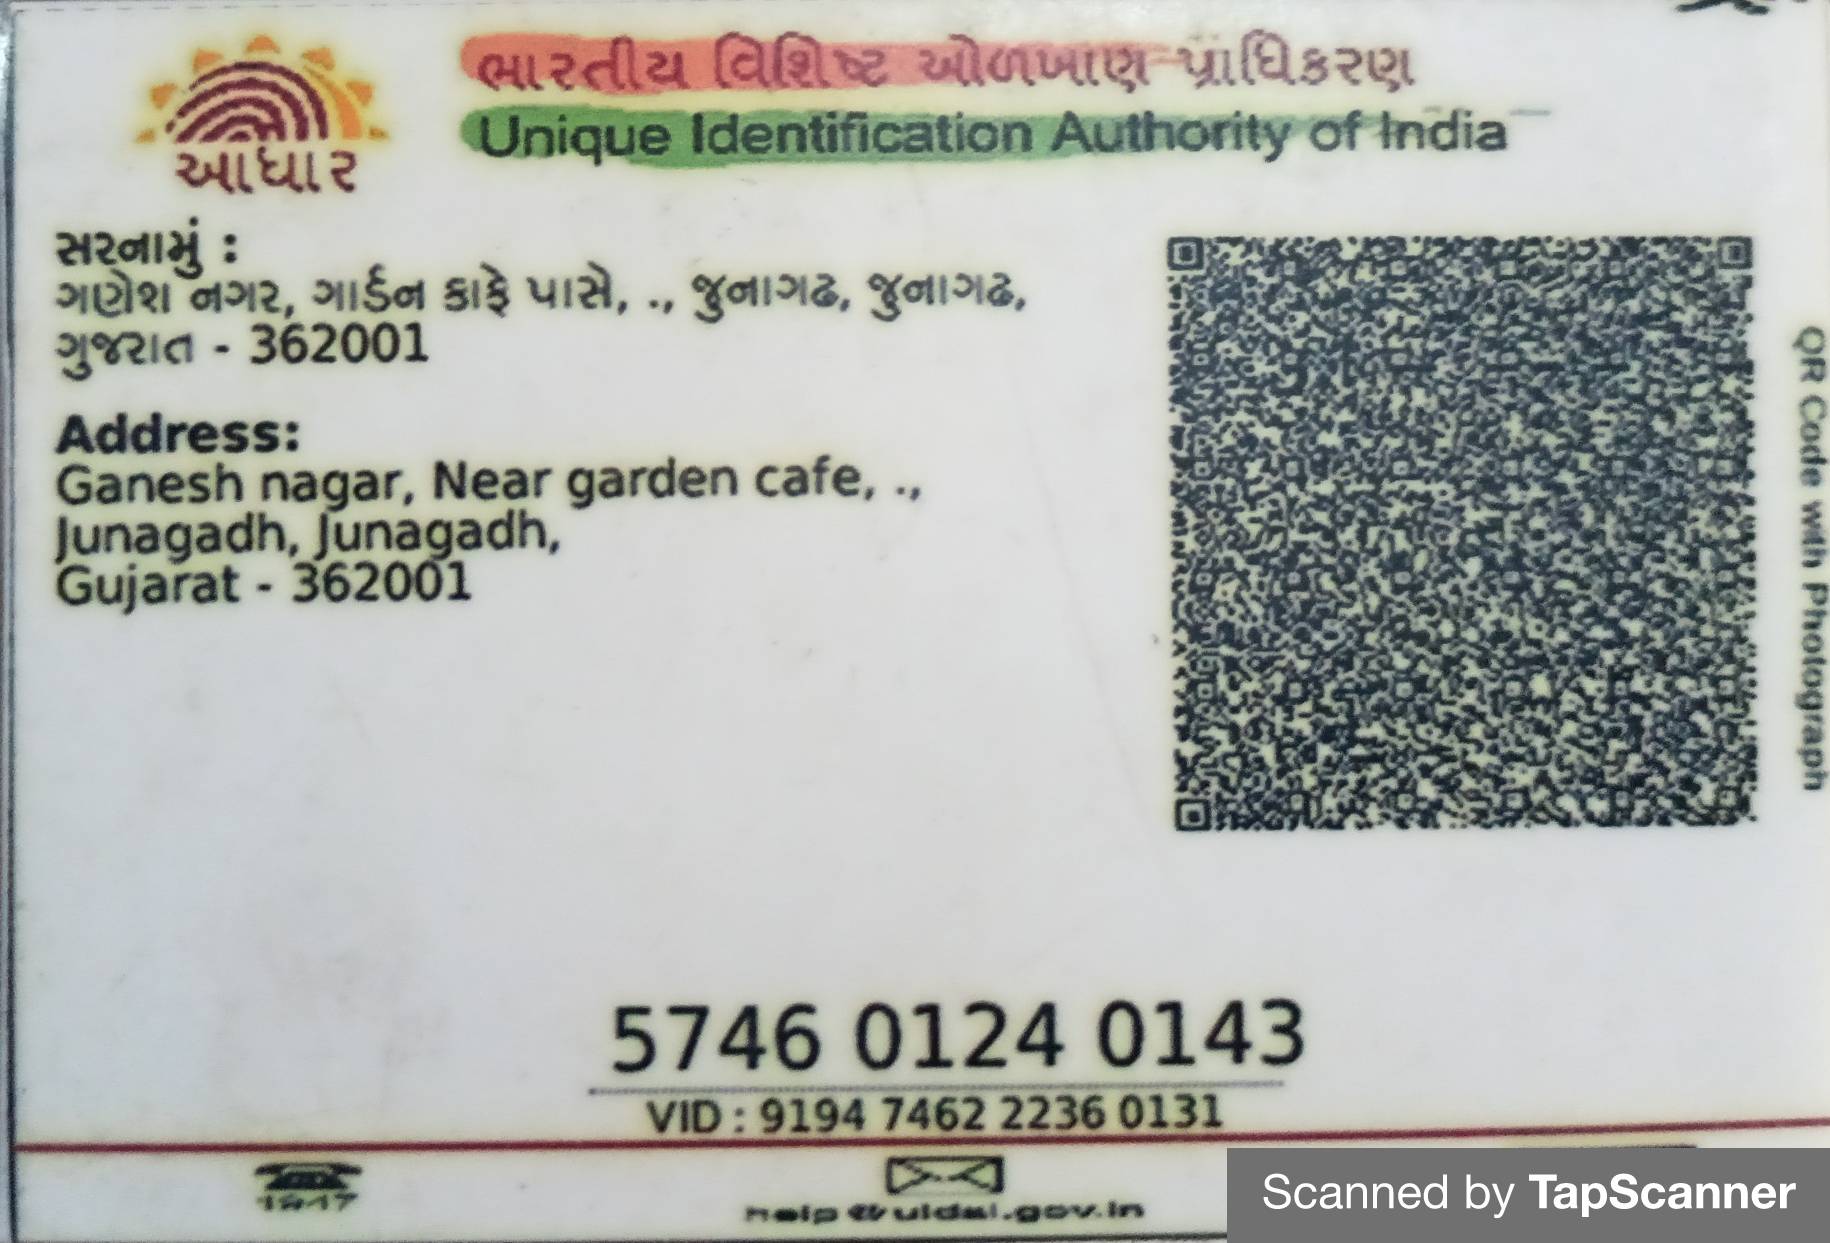 ભારતીય વિશિષ્ટ ઓળખાણ પ્રાધિકરણ
Unique Identification Authority of India
આધાર
સરનામું :
ગણેશ નગર, ગાર્ડન કાફે પાસે, ., જુનાગઢ, જુનાગઢ,
ગુજરાત - 362001
Address:
Ganesh nagar, Near garden cafe, .,
Junagadh, Junagadh,
Gujarat - 362001
QR Code with Photograph
5746 0124 0143
VID : 9194 7462 2236 0131
1947
help@uidai.gov.in
Scanned by TapScanner